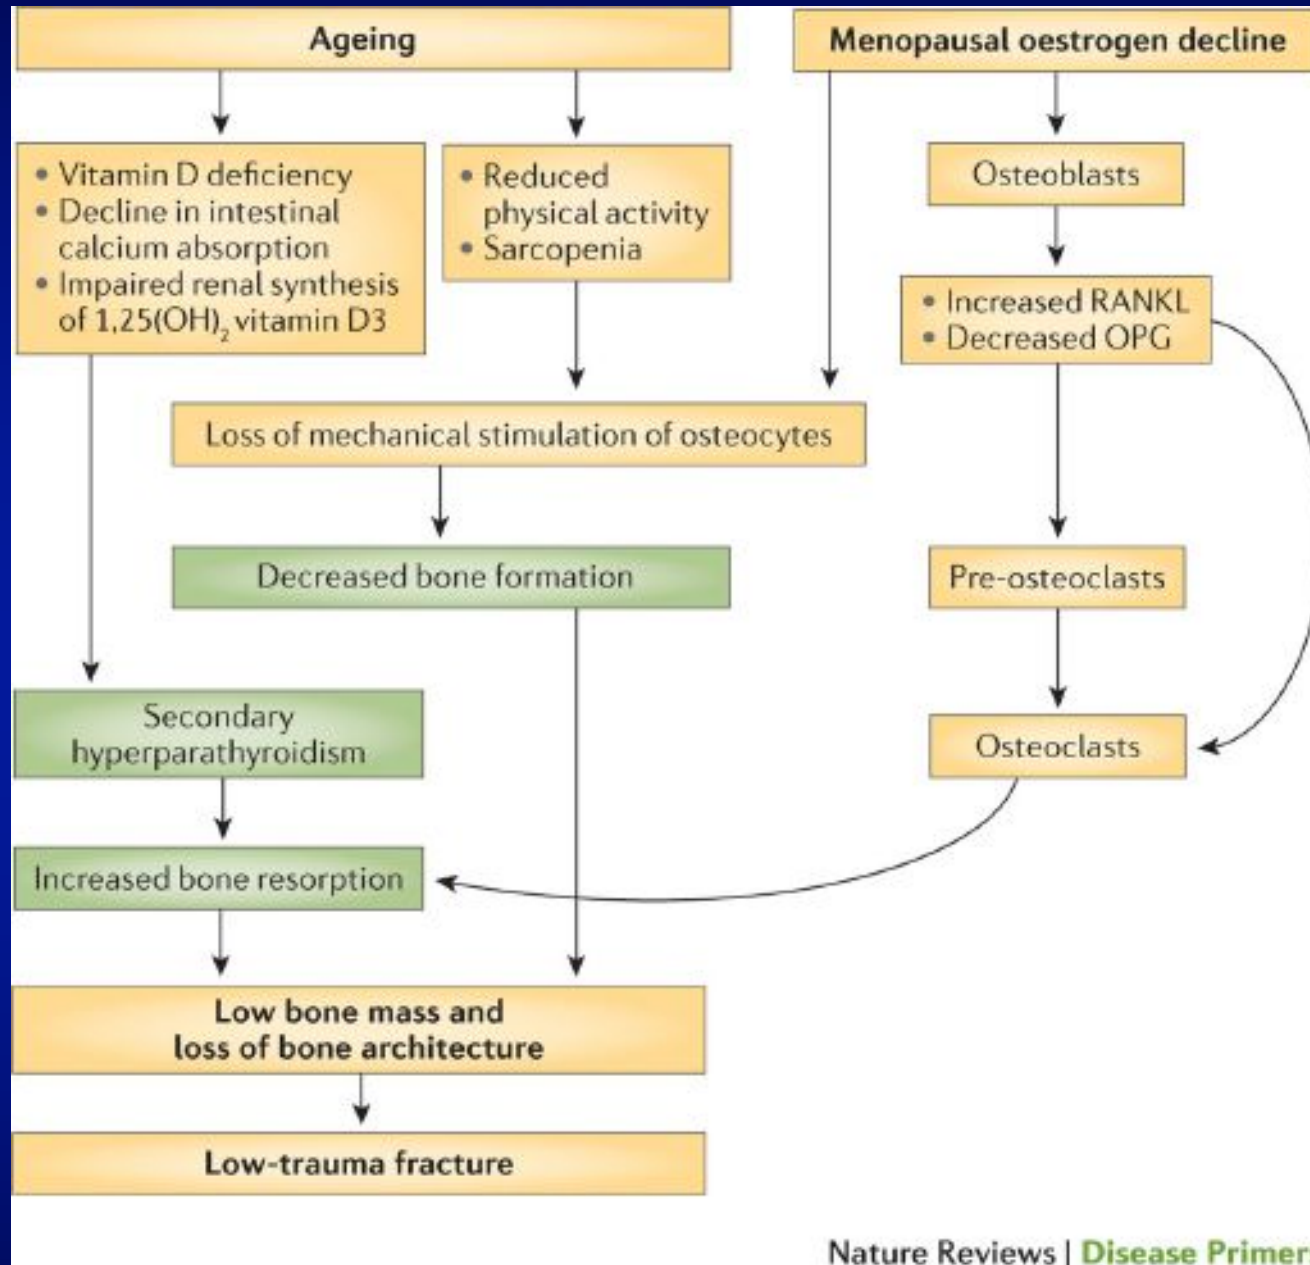 Ageing
Menopausal oestrogen decline
• Vitamin D deficiency
• Decline in intestinal
calcium absorption
• Impaired renal synthesis
of 1,25(OH)₂ vitamin D3
• Reduced
physical activity
• Sarcopenia
Osteoblasts
• Increased RANKL
• Decreased OPG
Loss of mechanical stimulation of osteocytes
Decreased bone formation
Pre-osteoclasts
Secondary
hyperparathyroidism
Osteoclasts
Increased bone resorption
Low bone mass and
loss of bone architecture
Low-trauma fracture
Nature Reviews | Disease Primer